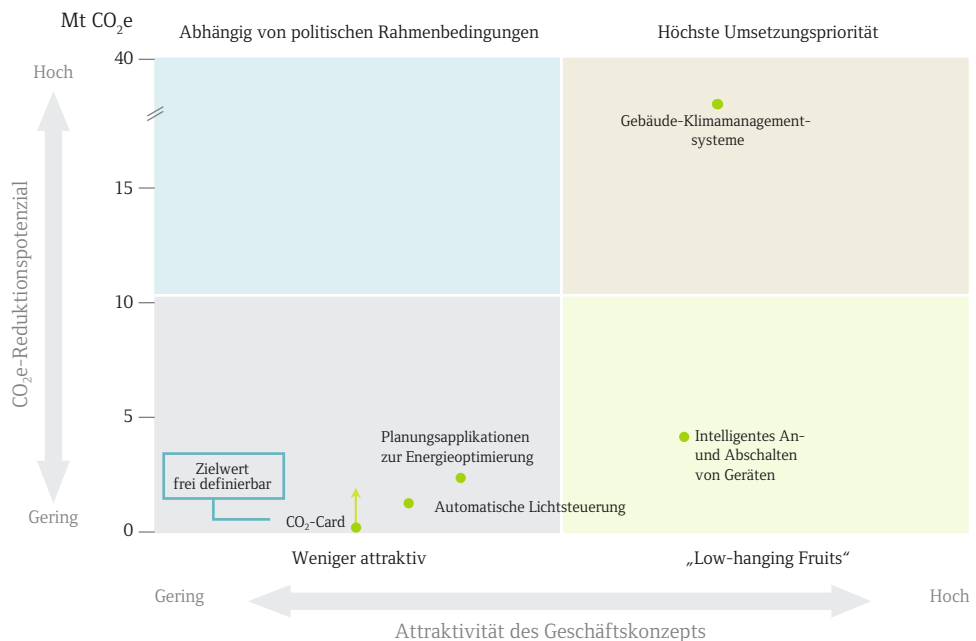 Mt CO₂e
Abhängig von politischen Rahmenbedingungen
Höchste Umsetzungspriorität
40
Hoch
Gebäude-Klimamanagement-
systeme
15
CO₂e-Reduktionspotenzial
10
5
Planungsapplikationen
zur Energieoptimierung
Intelligentes An-
und Abschalten
von Geräten
Zielwert
frei definierbar
Automatische Lichtsteuerung
CO₂-Card
Gering
0
Weniger attraktiv
„Low-hanging Fruits“
Gering
Hoch
Attraktivität des Geschäftskonzepts